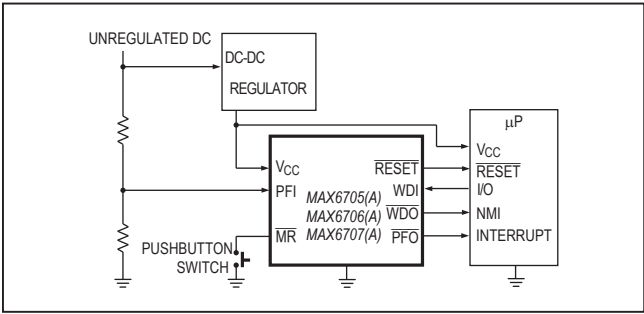 UNREGULATED DC
DC-DC
REGULATOR
μP
VCC
RESET
I/O
NMI
INTERRUPT
VCC
PFI
MR
MAX6705(A)
MAX6706(A)
MAX6707(A)
RESET
WDI
WDO
PFO
PUSHBUTTON
SWITCH